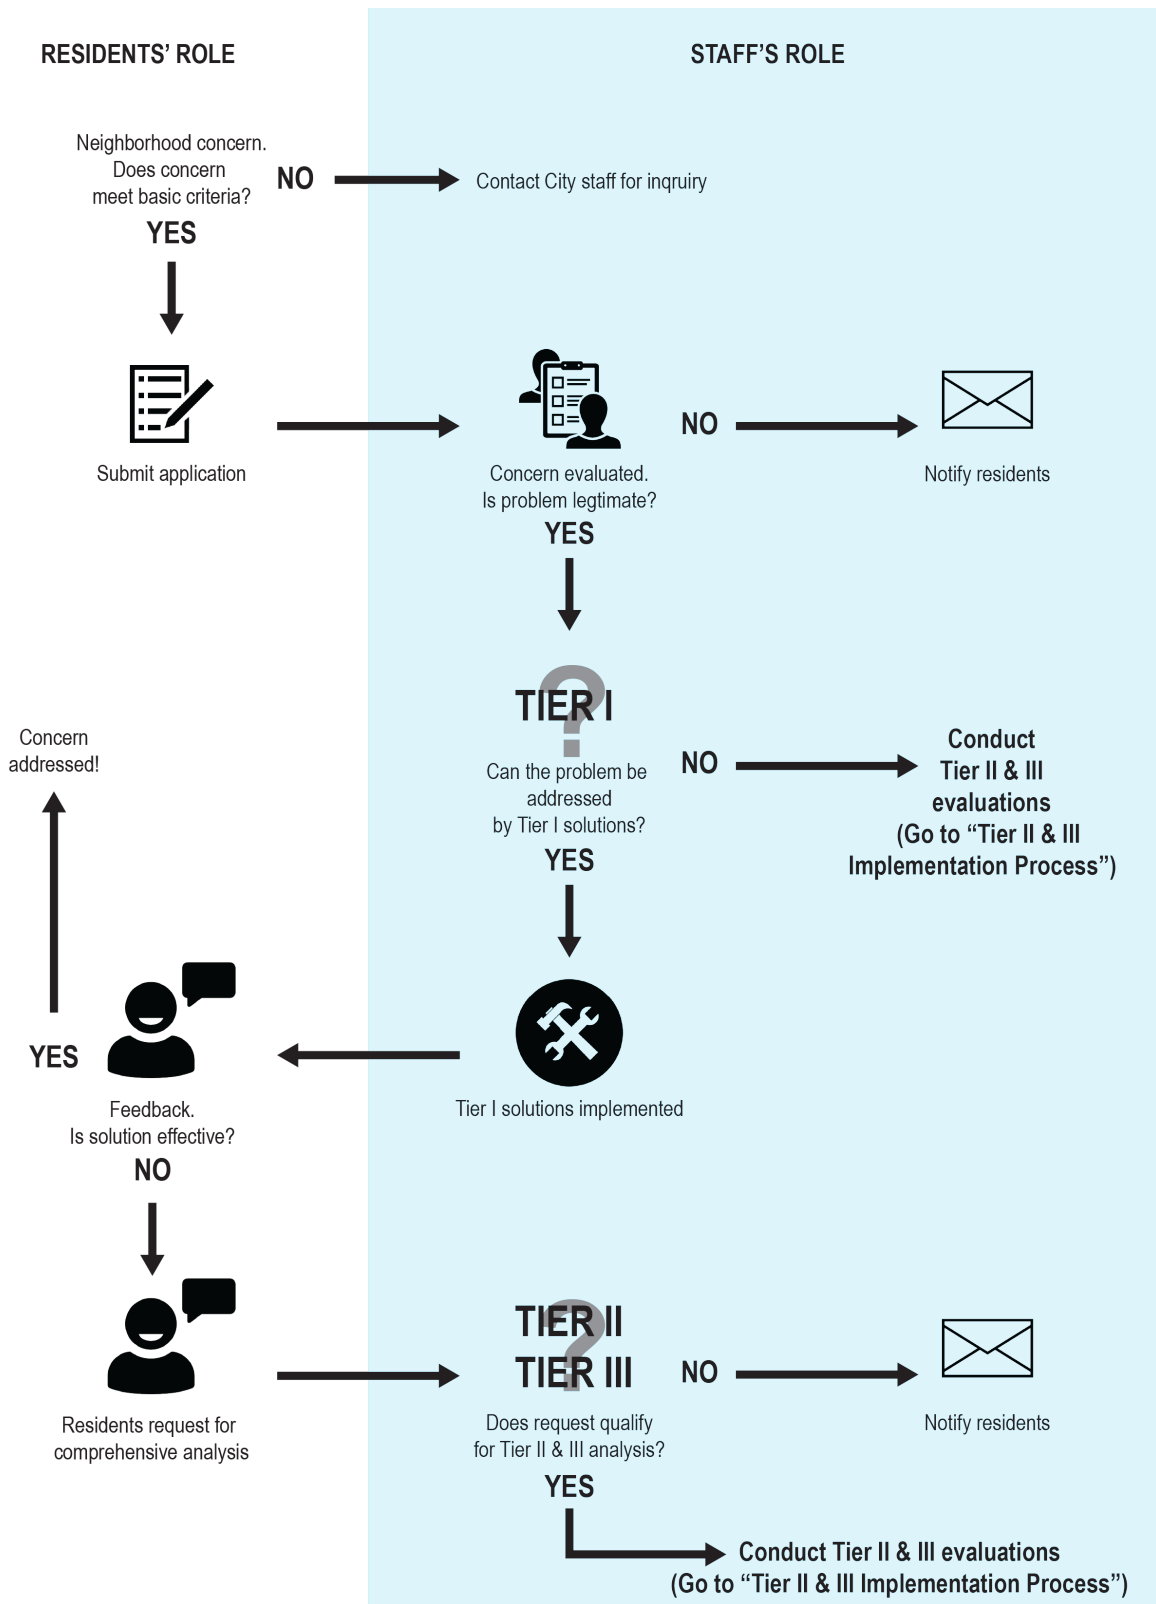 RESIDENTS' ROLE
STAFF'S ROLE
Neighborhood concern.
Does concern
meet basic criteria?
NO
Contact City staff for inqruiry
YES
Submit application
Concern evaluated.
Is problem legtimate?
NO
Notify residents
YES
TIER I
?
Can the problem be
addressed
by Tier I solutions?
NO
Conduct
Tier II & III
evaluations
(Go to “Tier II & III
Implementation Process”)
YES
Tier I solutions implemented
Feedback.
Is solution effective?
YES
Concern
addressed!
NO
Residents request for
comprehensive analysis
TIER II
TIER III
?
Does request qualify
for Tier II & III analysis?
NO
Notify residents
YES
Conduct Tier II & III evaluations
(Go to “Tier II & III Implementation Process”)